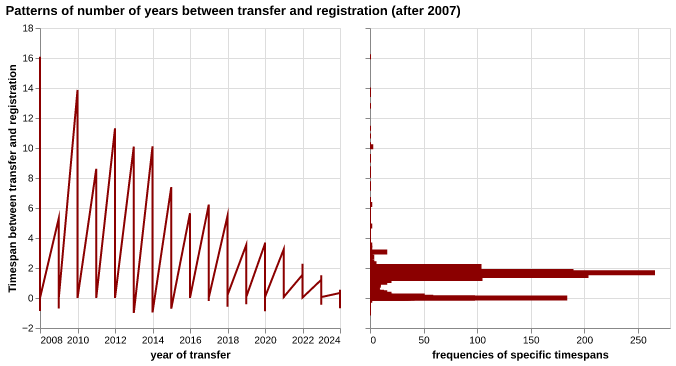 Patterns of number of years between transfer and registration (after 2007)
Timespan between transfer and registration
18
16
14
12
10
8
6
4
2
0
−2
2008 2010 2012 2014 2016 2018 2020 2022 2024
year of transfer
0 50 100 150 200 250
frequencies of specific timespans